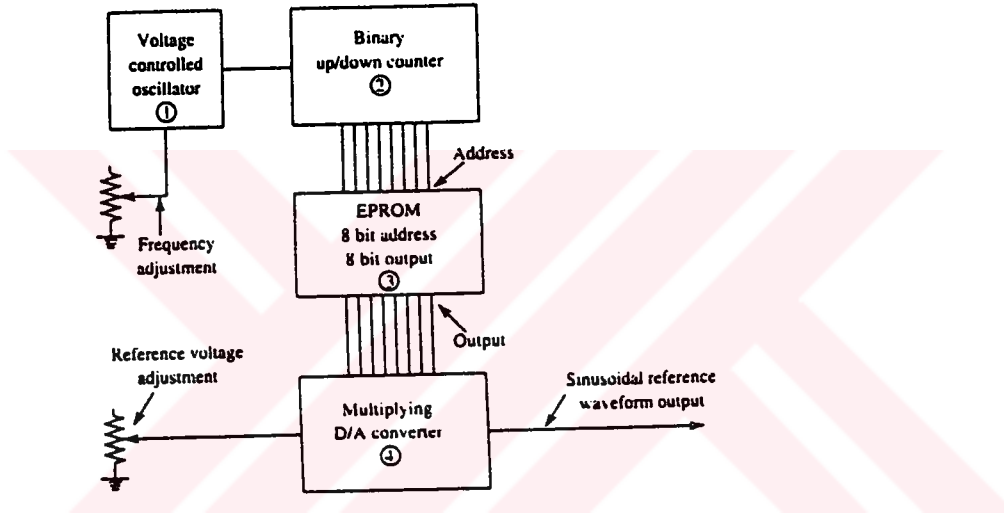 Voltage
controlled
oscillator
①
Binary
up/down counter
②
Address
EPROM
8 bit address
8 bit output
③
Frequency
adjustment
Output
Reference voltage
adjustment
Multiplying
D/A converter
④
Sinusoidal reference
waveform output